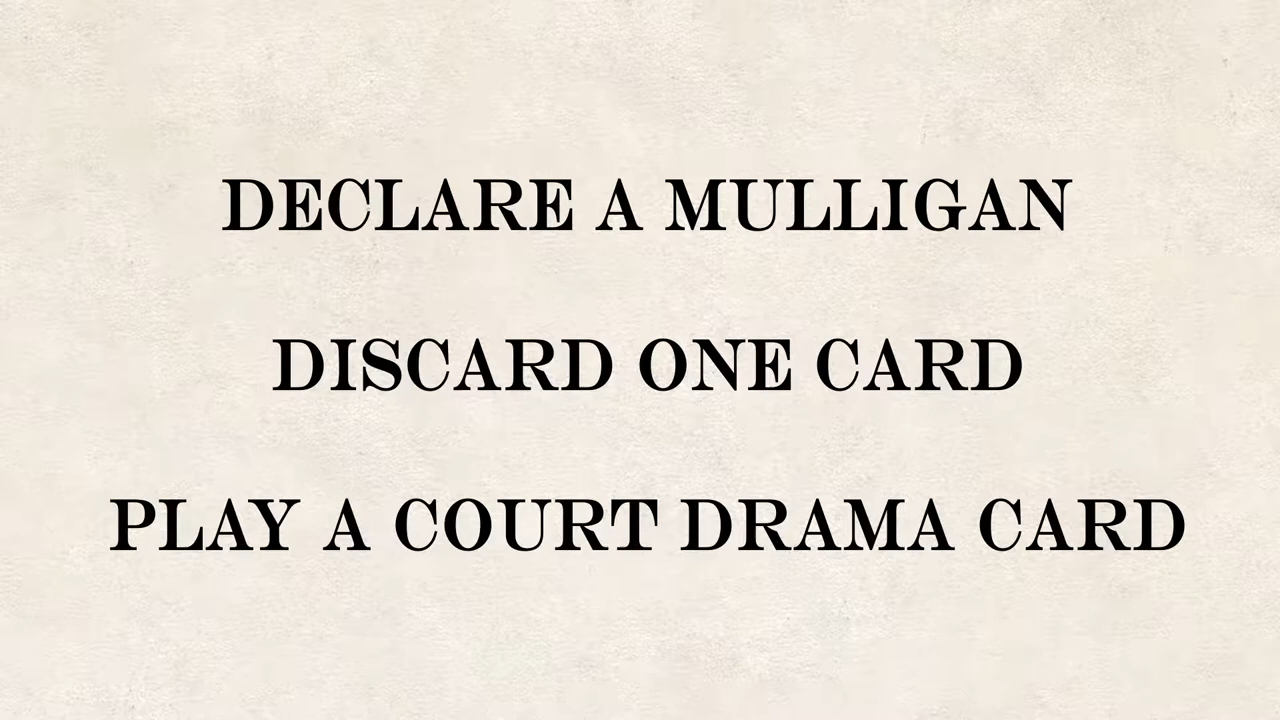 DECLARE A MULLIGAN
DISCARD ONE CARD
PLAY A COURT DRAMA CARD